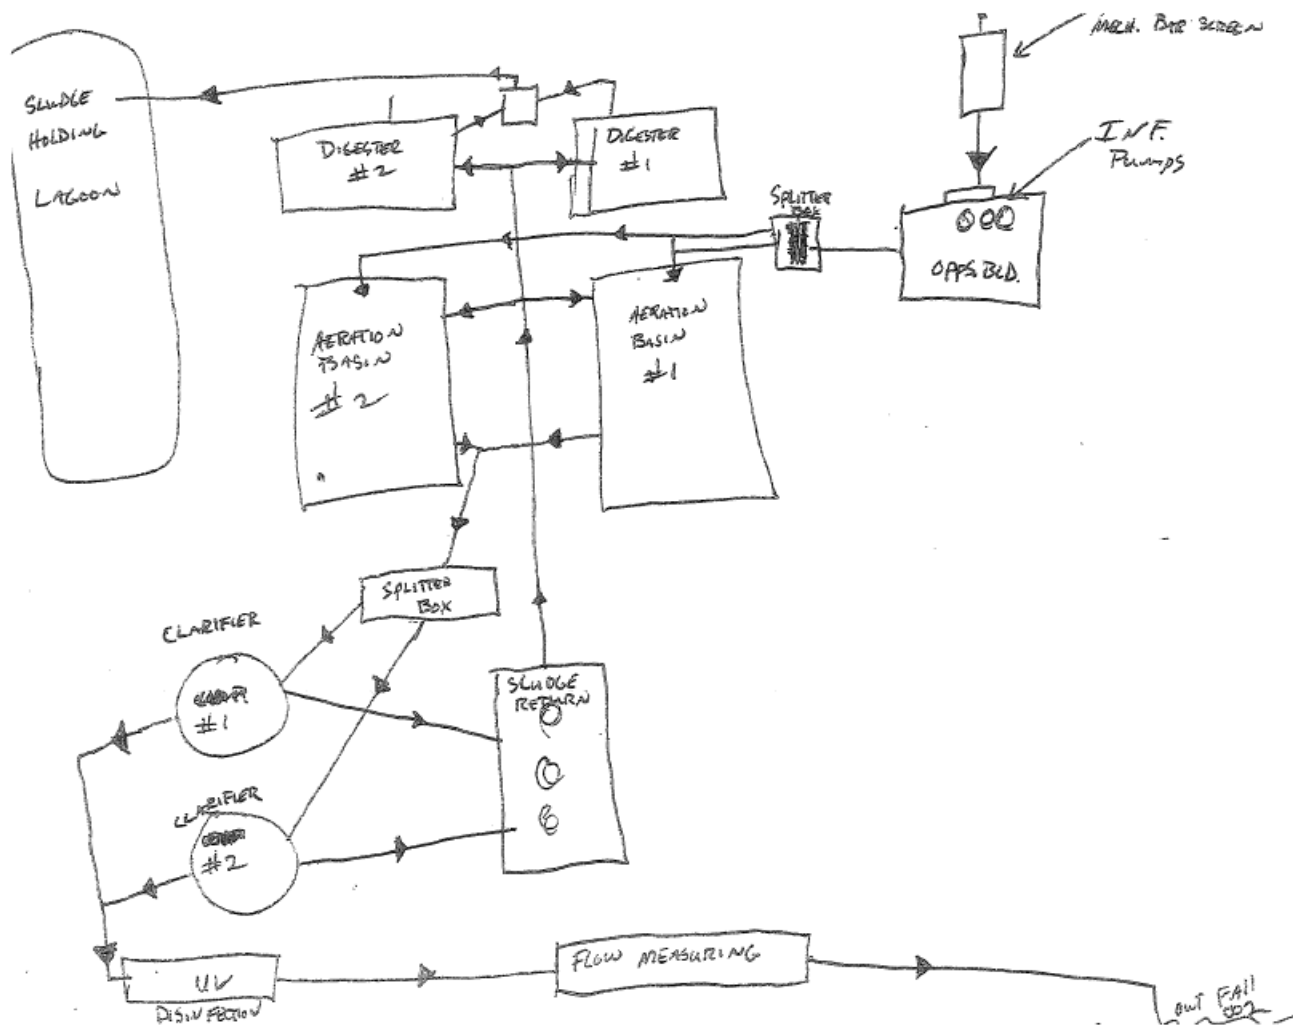 MECH. BAR SCREEN
SLUDGE
HOLDING
LAGOON
DIGESTER
#2
DIGESTER
#1
INF.
PUMPS
SPLITTER
BOX
OPPS. BLD.
AERATION
BASIN
#2
AERATION
BASIN
#1
SPLITTER
BOX
CLARIFIER
#1
SLUDGE
RETURN
CLARIFIER
#2
UV
DISINFECTION
FLOW MEASURING
OUT FALL
002